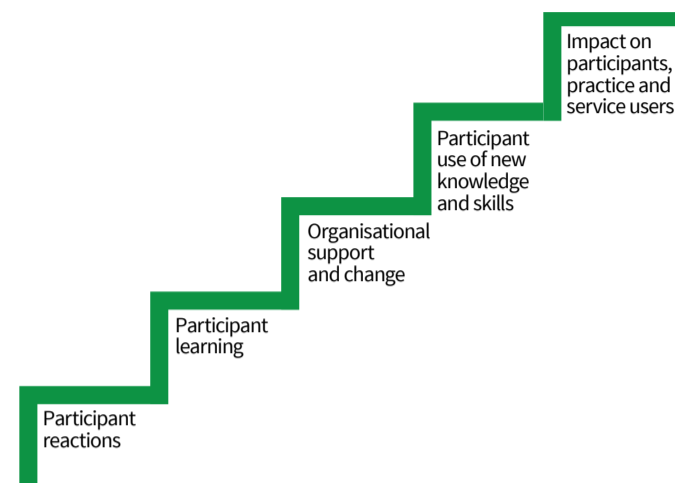 Impact on
participants,
practice and
service users
Participant
use of new
knowledge
and skills
Organisational
support
and change
Participant
learning
Participant
reactions